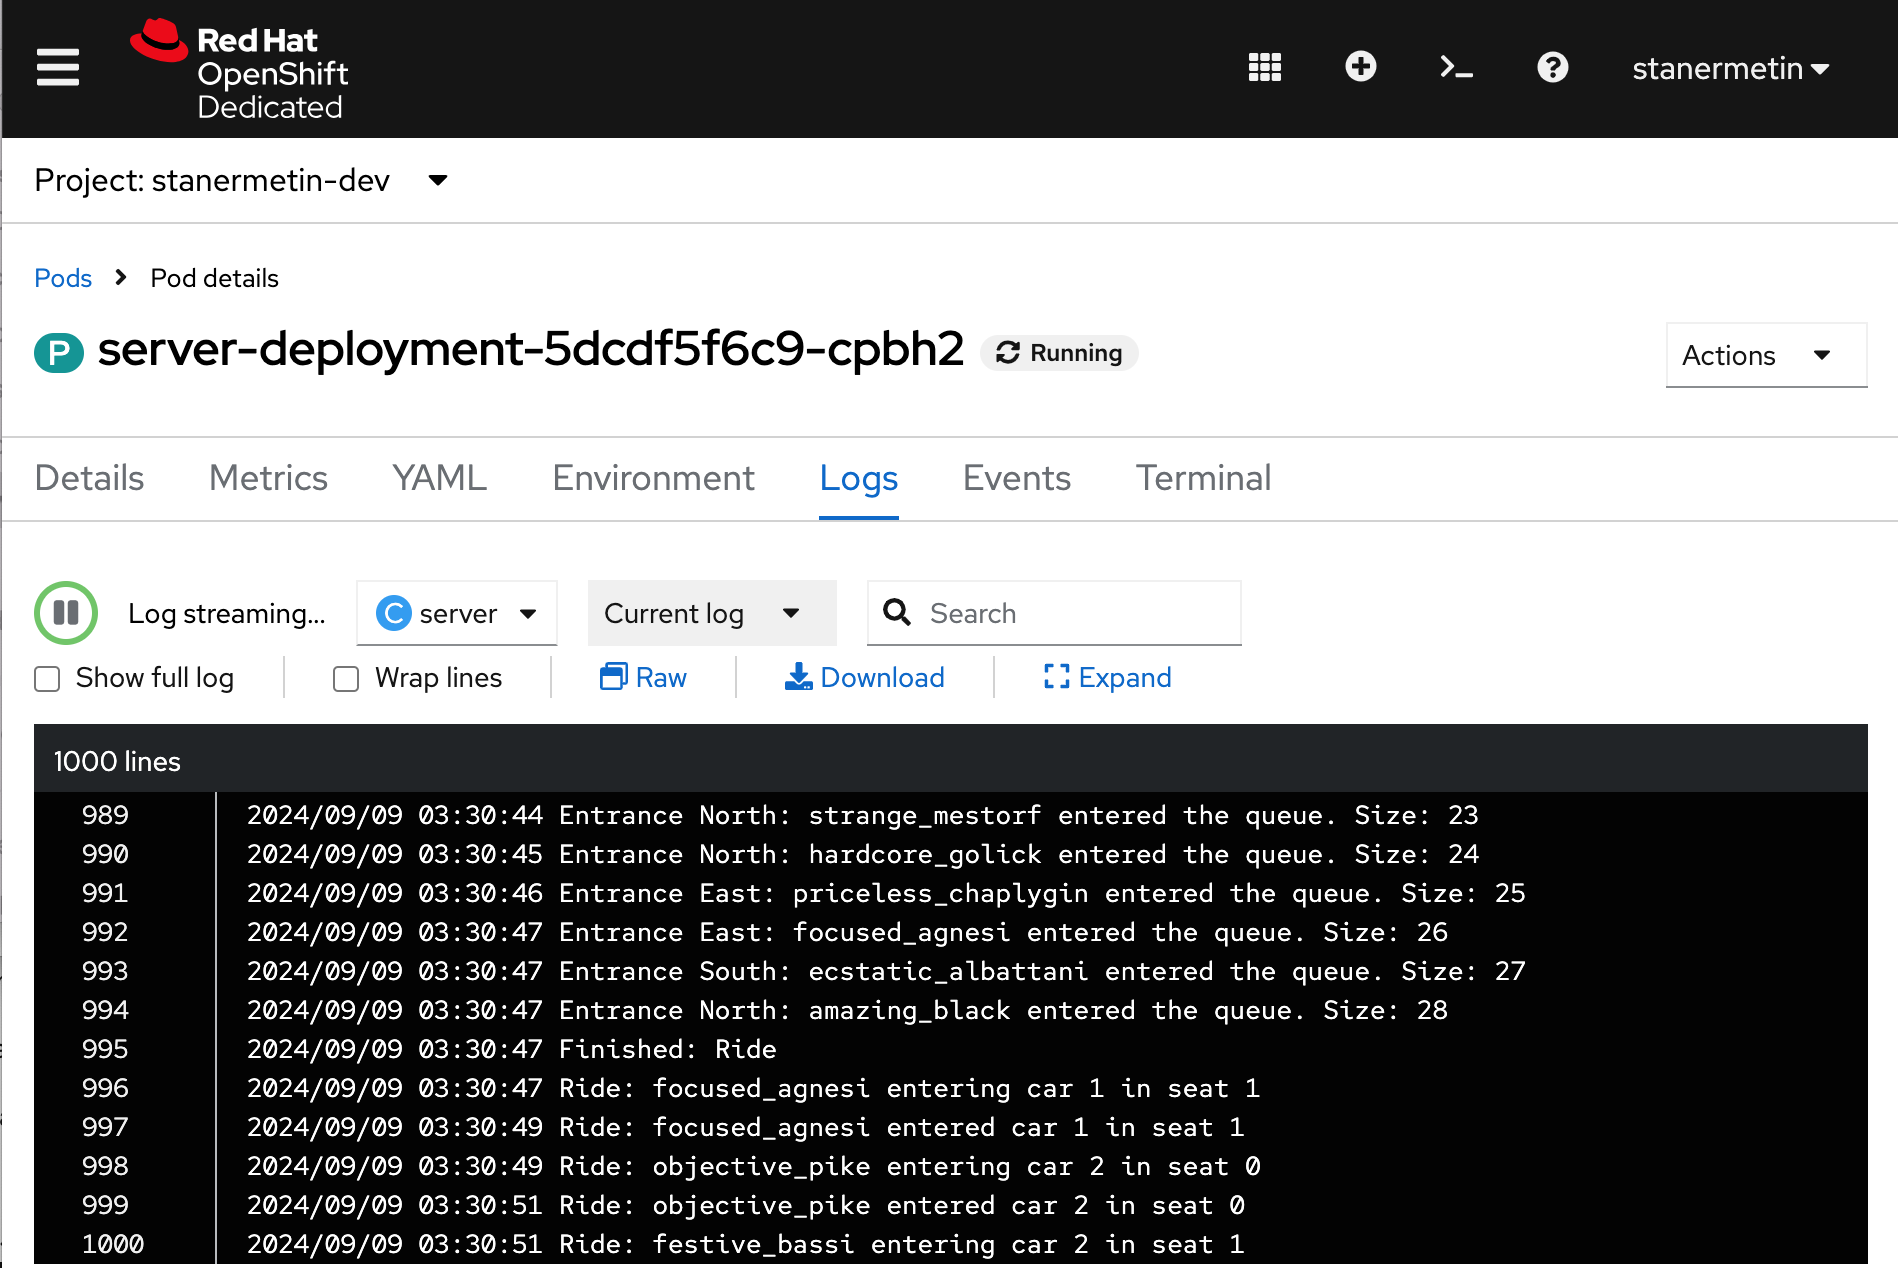 Red Hat
OpenShift
Dedicated
stanermetin
Project: stanermetin-dev
Pods Pod details
P server-deployment-5dcdf5f6c9-cpbh2 Running
Actions
Details Metrics YAML Environment Logs Events Terminal
Log streaming... C server Current log Search
Show full log Wrap lines Raw Download Expand
1000 lines
989 2024/09/09 03:30:44 Entrance North: strange_mestorf entered the queue. Size: 23
990 2024/09/09 03:30:45 Entrance North: hardcore_golick entered the queue. Size: 24
991 2024/09/09 03:30:46 Entrance East: priceless_chaplygin entered the queue. Size: 25
992 2024/09/09 03:30:47 Entrance East: focused_agnesi entered the queue. Size: 26
993 2024/09/09 03:30:47 Entrance South: ecstatic_albattani entered the queue. Size: 27
994 2024/09/09 03:30:47 Entrance North: amazing_black entered the queue. Size: 28
995 2024/09/09 03:30:47 Finished: Ride
996 2024/09/09 03:30:47 Ride: focused_agnesi entering car 1 in seat 1
997 2024/09/09 03:30:49 Ride: focused_agnesi entered car 1 in seat 1
998 2024/09/09 03:30:49 Ride: objective_pike entering car 2 in seat 0
999 2024/09/09 03:30:51 Ride: objective_pike entered car 2 in seat 0
1000 2024/09/09 03:30:51 Ride: festive_bassi entering car 2 in seat 1